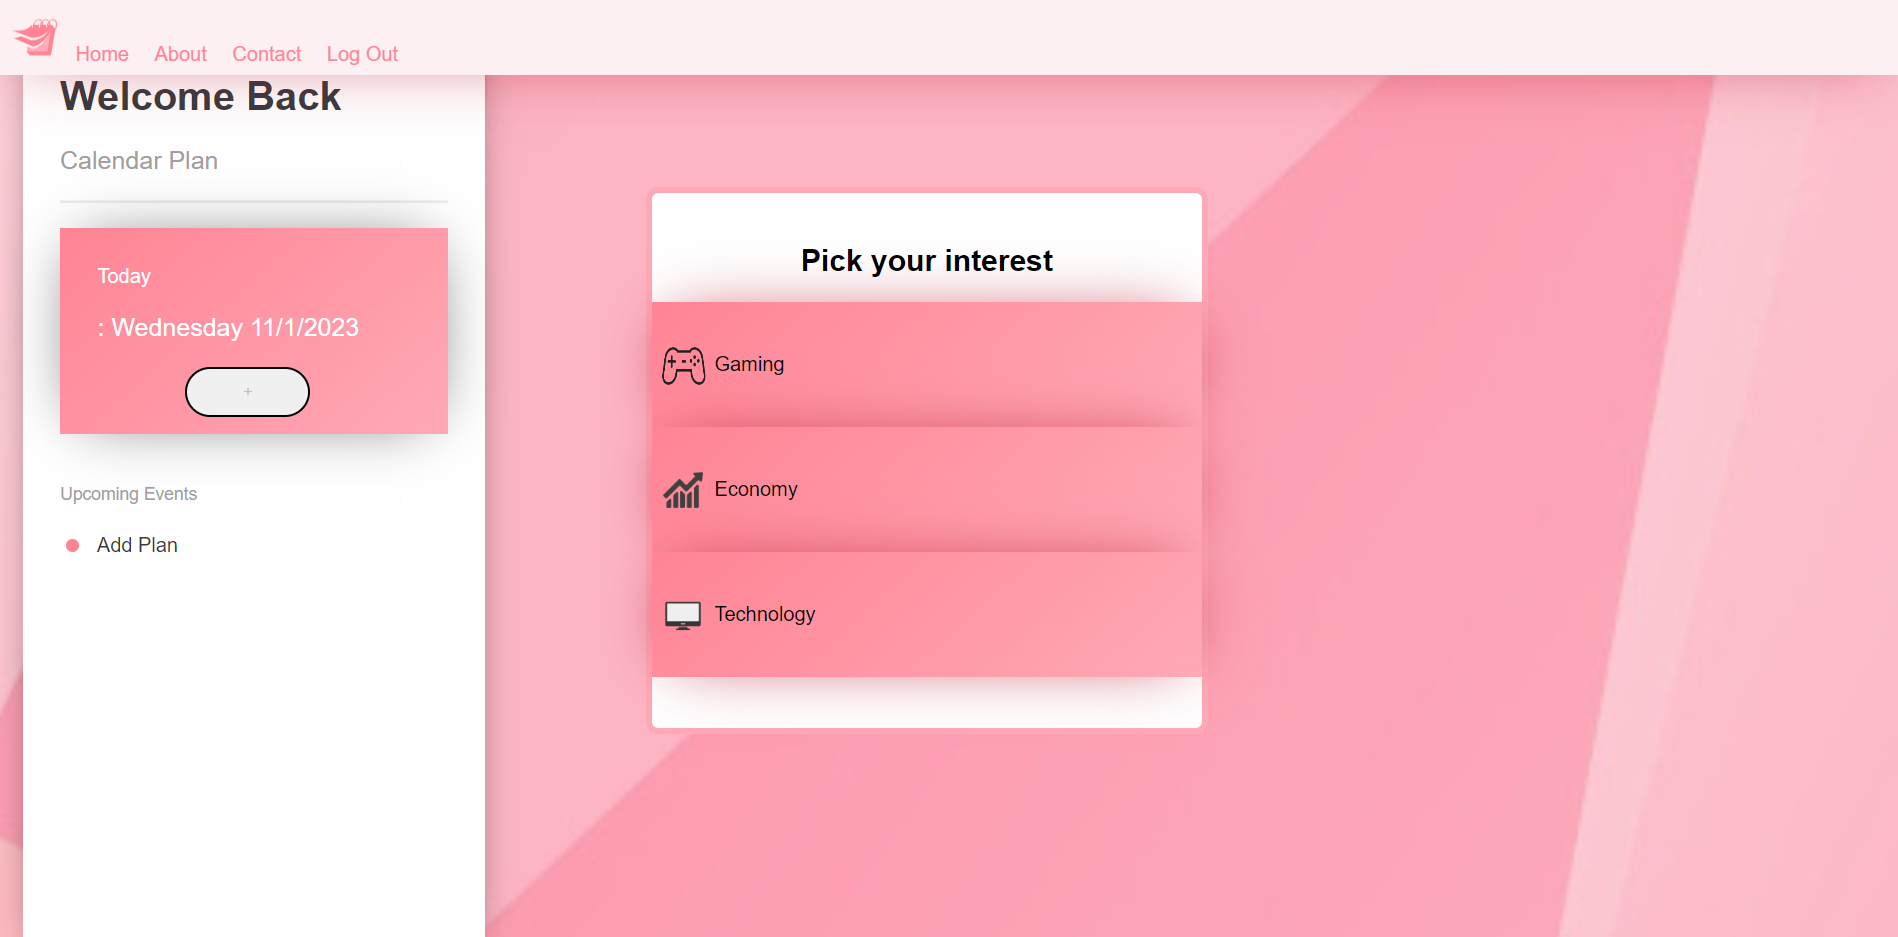 Home About Contact Log Out
Welcome Back
Calendar Plan
Today
: Wednesday 11/1/2023
+
Upcoming Events
Add Plan
Pick your interest
Gaming
Economy
Technology